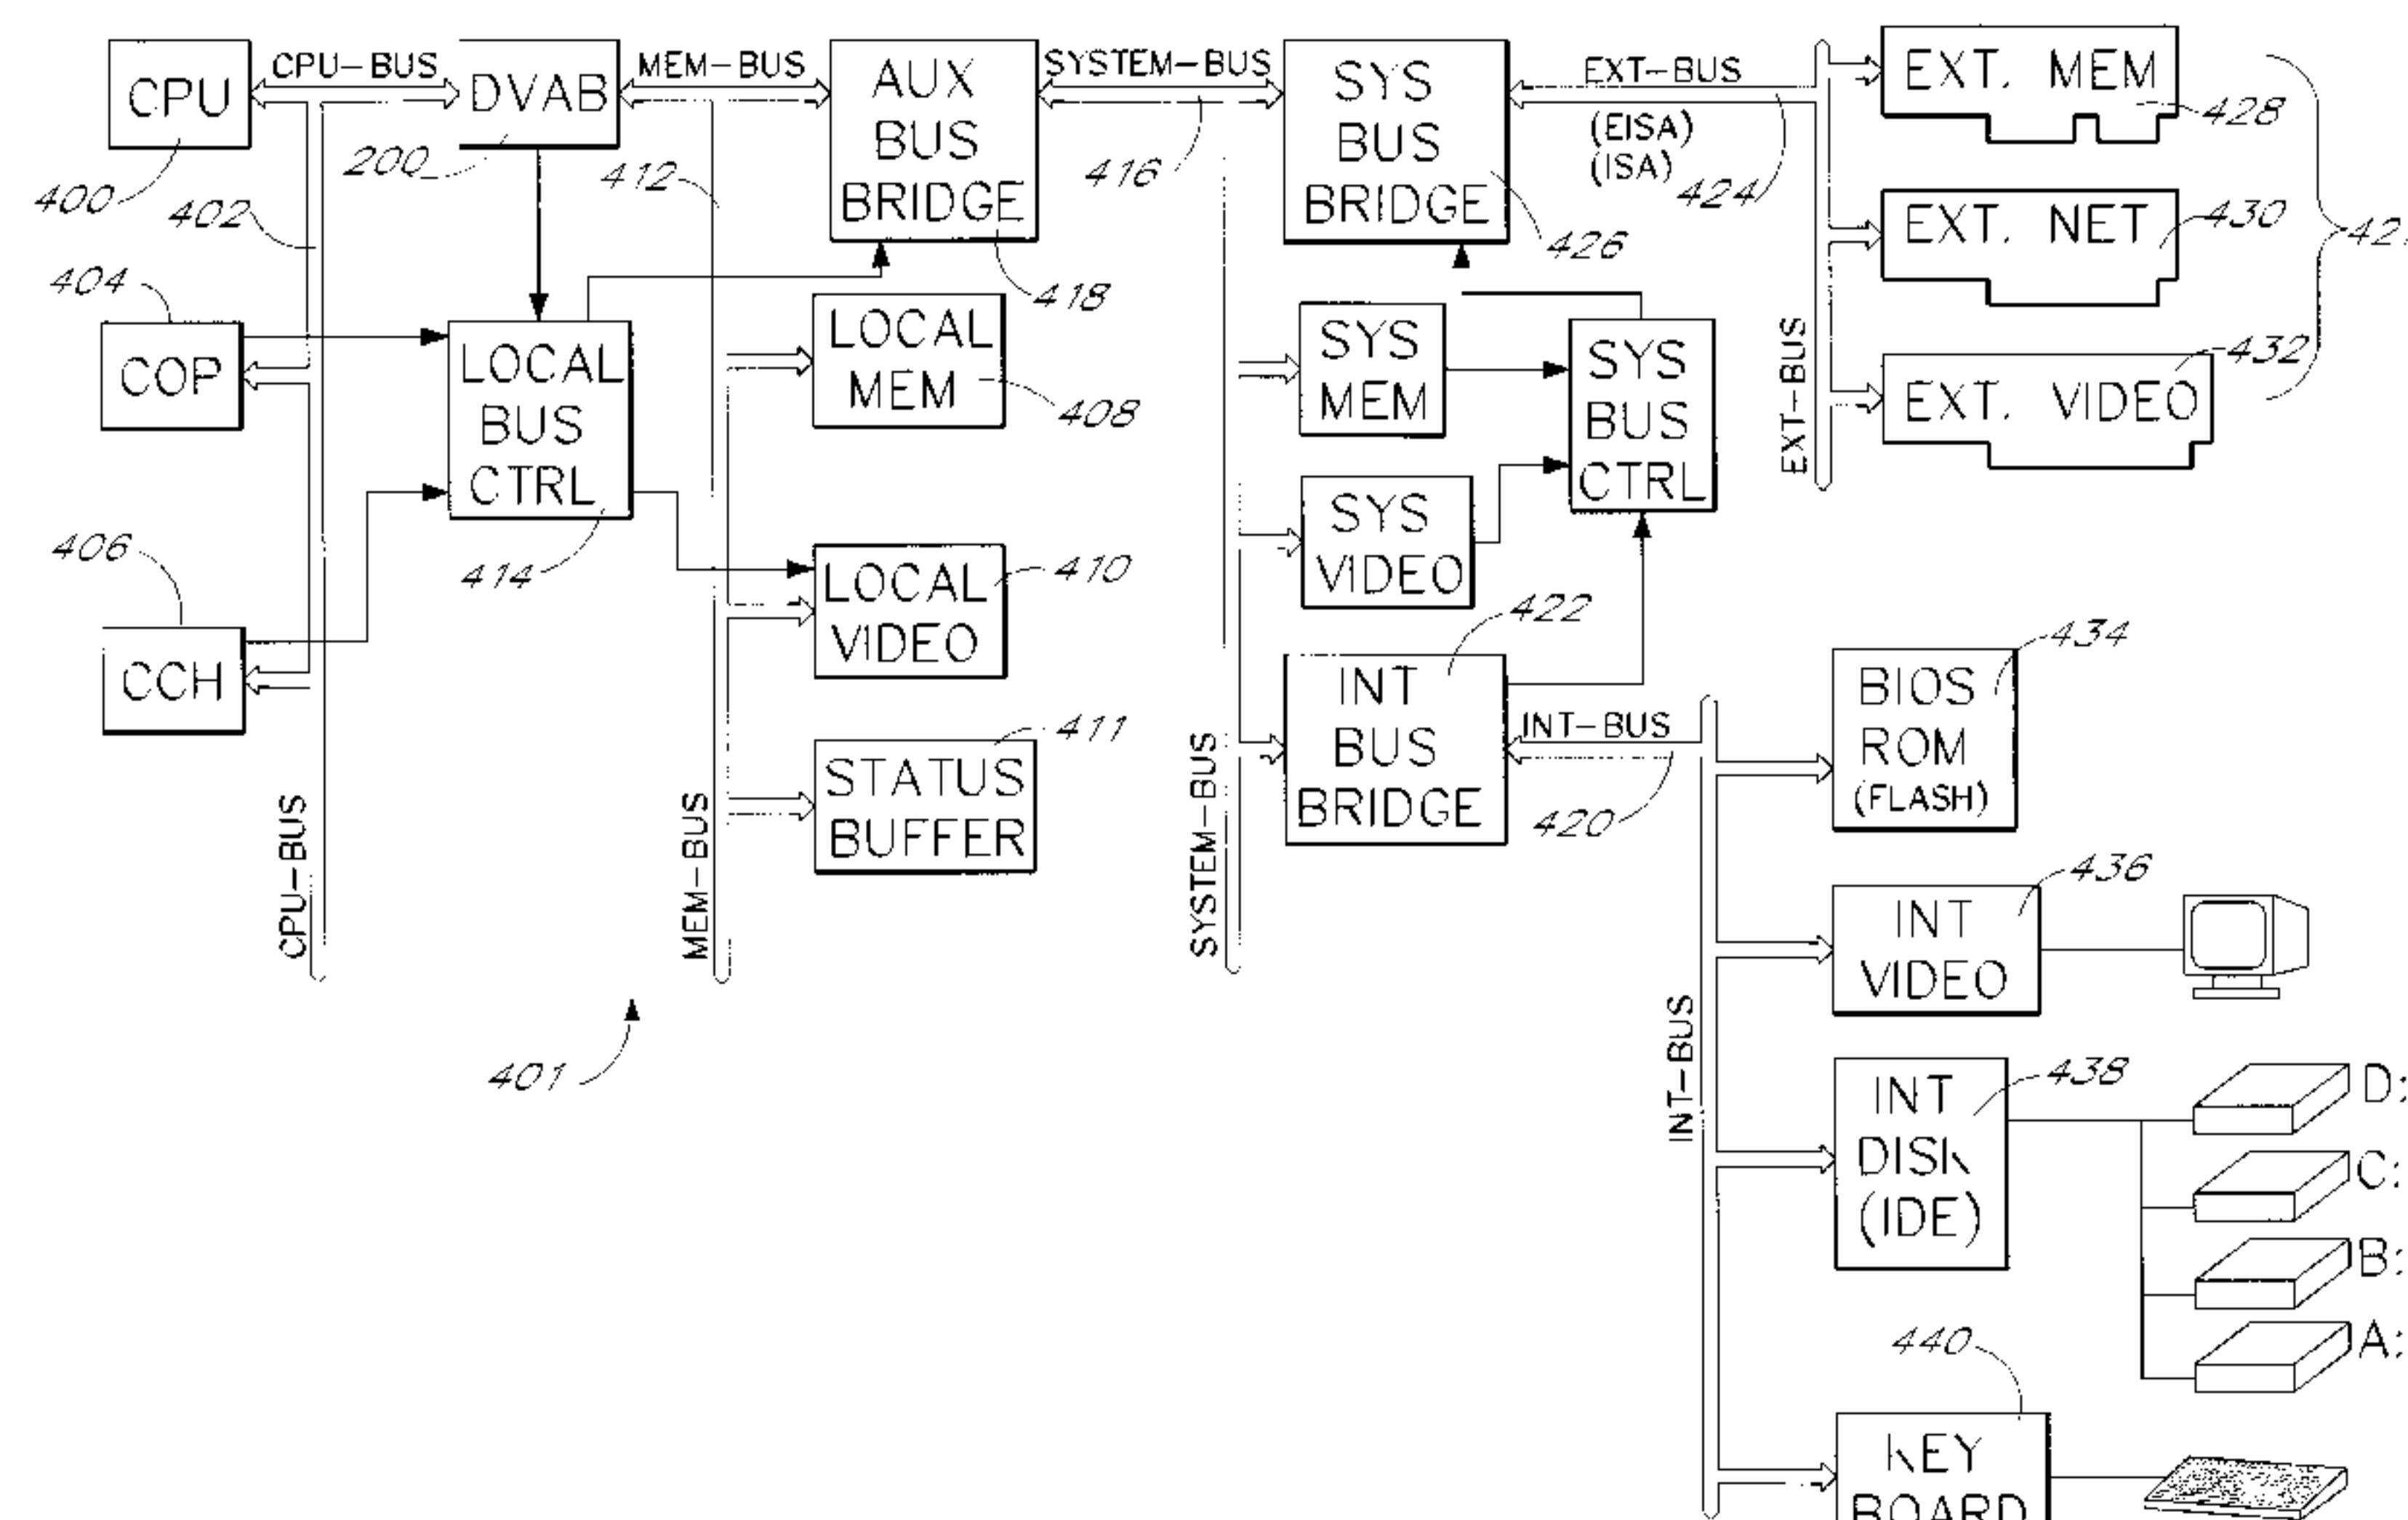 CPU
CPU-BUS
DVAB
MEM-BUS
AUX
BUS
BRIDGE
SYSTEM-BUS
SYS
BUS
BRIDGE
EXT-BUS
(EISA)
(ISA)
EXT. MEM
428
400
402
200
412
416
424
426
418
EXT. NET
430
404
COP
LOCAL
BUS
CTRL
414
LOCAL
MEM
408
SYS
MEM
SYS
BUS
CTRL
EXT-BUS
EXT. VIDEO
432
406
CCH
LOCAL
VIDEO
410
SYS
VIDEO
422
INT
BUS
BRIDGE
INT-BUS
420
BIOS
ROM
(FLASH)
434
STATUS
BUFFER
411
CPU-BUS
MEM-BUS
SYSTEM-BUS
401
INT-BUS
INT
VIDEO
436
INT
DISK
(IDE)
438
D:
C:
B:
A:
440
KEY
BOARD